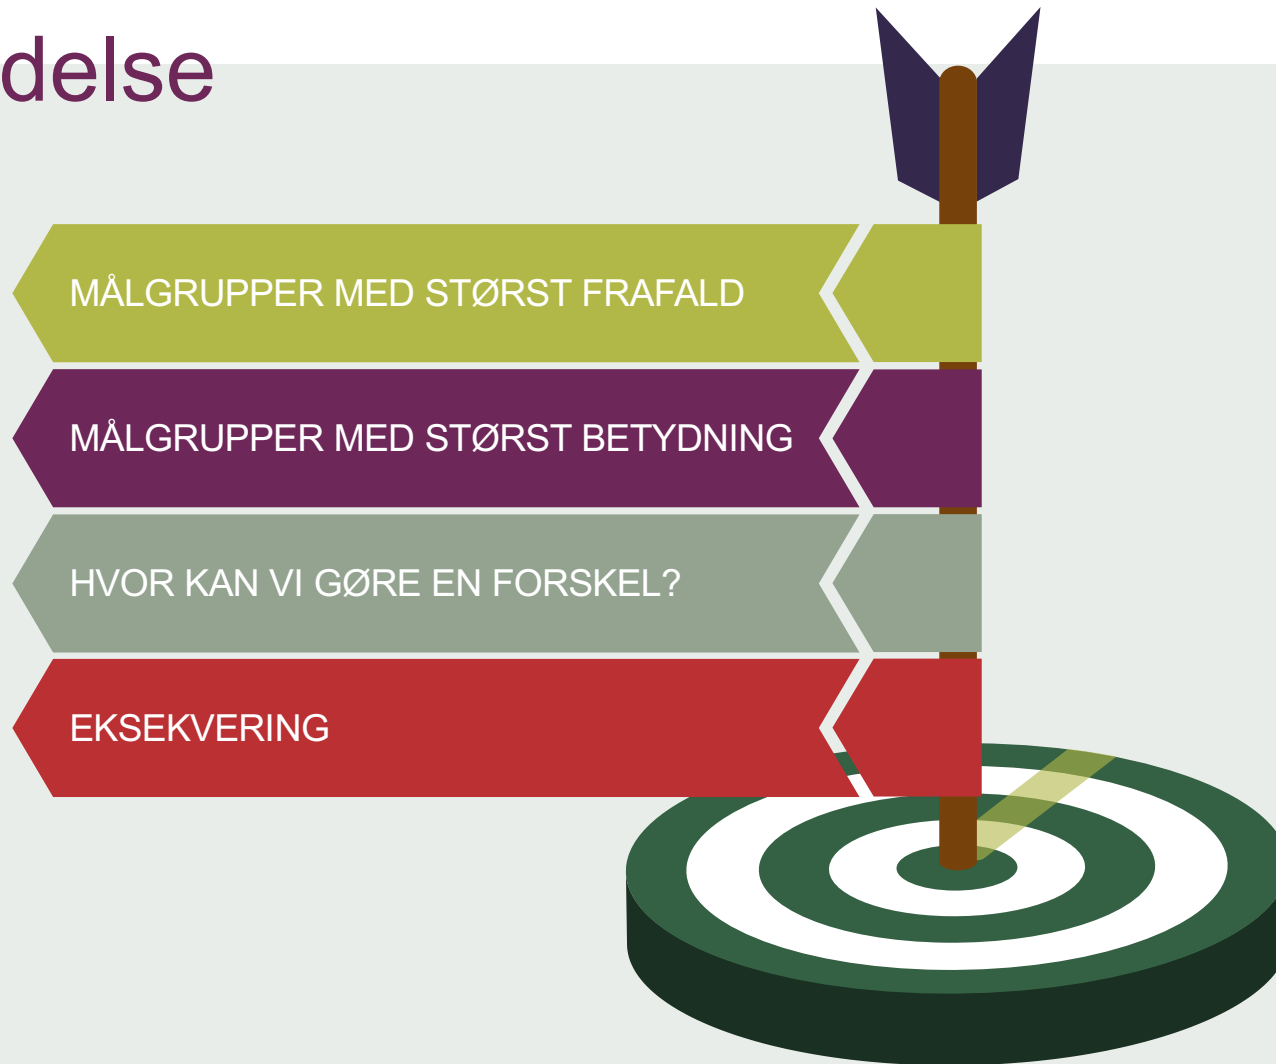 delse
MÅLGRUPPER MED STØRST FRAFALD
MÅLGRUPPER MED STØRST BETYDNING
HVOR KAN VI GØRE EN FORSKEL?
EKSEKVERING